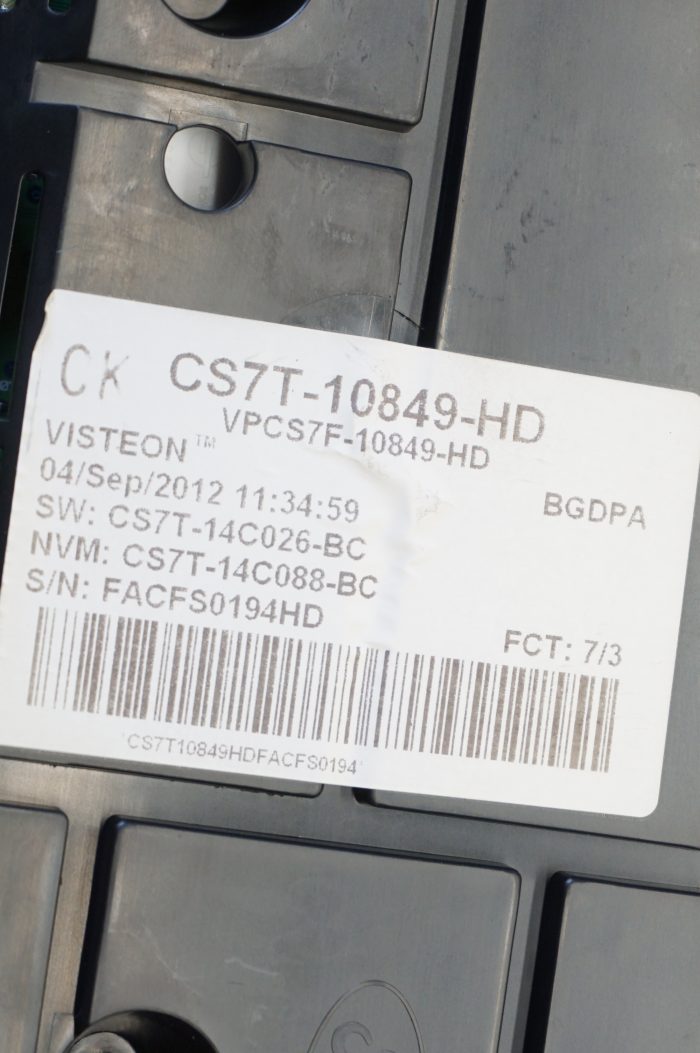 CK CS7T-10849-HD
VPCS7F-10849-HD
VISTEON™
04/Sep/2012 11:34:59
BGDPA
SW: CS7T-14C026-BC
NVM: CS7T-14C088-BC
S/N: FACFS0194HD
FCT: 7/3
'CS7T10849HDFACFS0194'